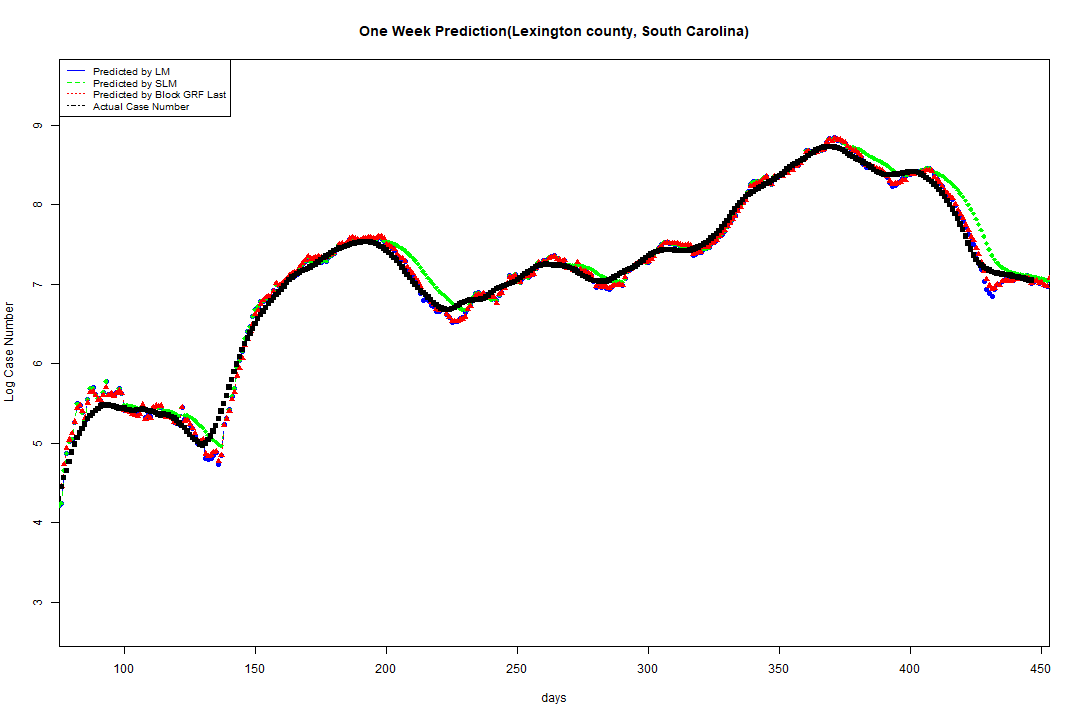 One Week Prediction(Lexington county, South Carolina)
Predicted by LM
Predicted by SLM
Predicted by Block GRF Last
Actual Case Number
9
8
7
6
5
4
3
Log Case Number
100 150 200 250 300 350 400 450
days